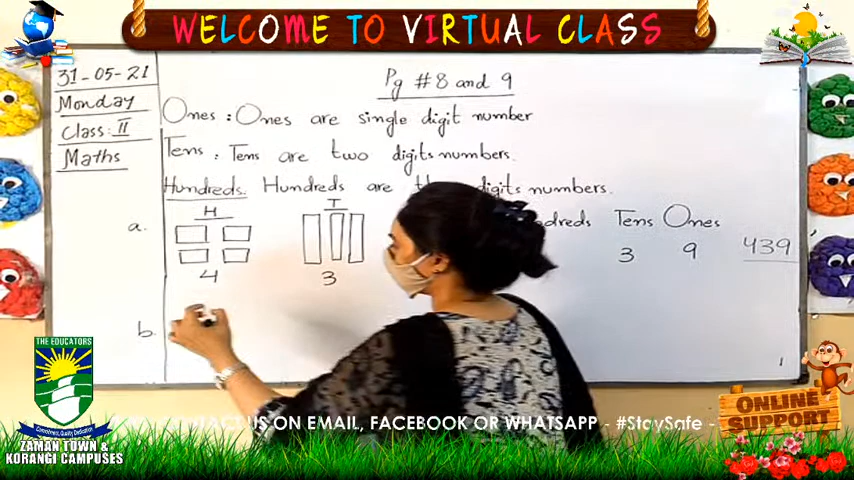 WELCOME TO VIRTUAL CLASS
31-05-21
Monday
Class: II
Maths
Pg # 8 and 9
Ones : Ones are single digit number
Tens : Tens are two digits numbers.
Hundreds. Hundreds are digits numbers.
a. H T Tens Ones
4 3 3 9 439
b.
THE EDUCATORS
ZAMAN TOWN &
KORANGI CAMPUSES
US ON EMAIL, FACEBOOK OR WHATSAPP - #StaySafe -
ONLINE
SUPPORT